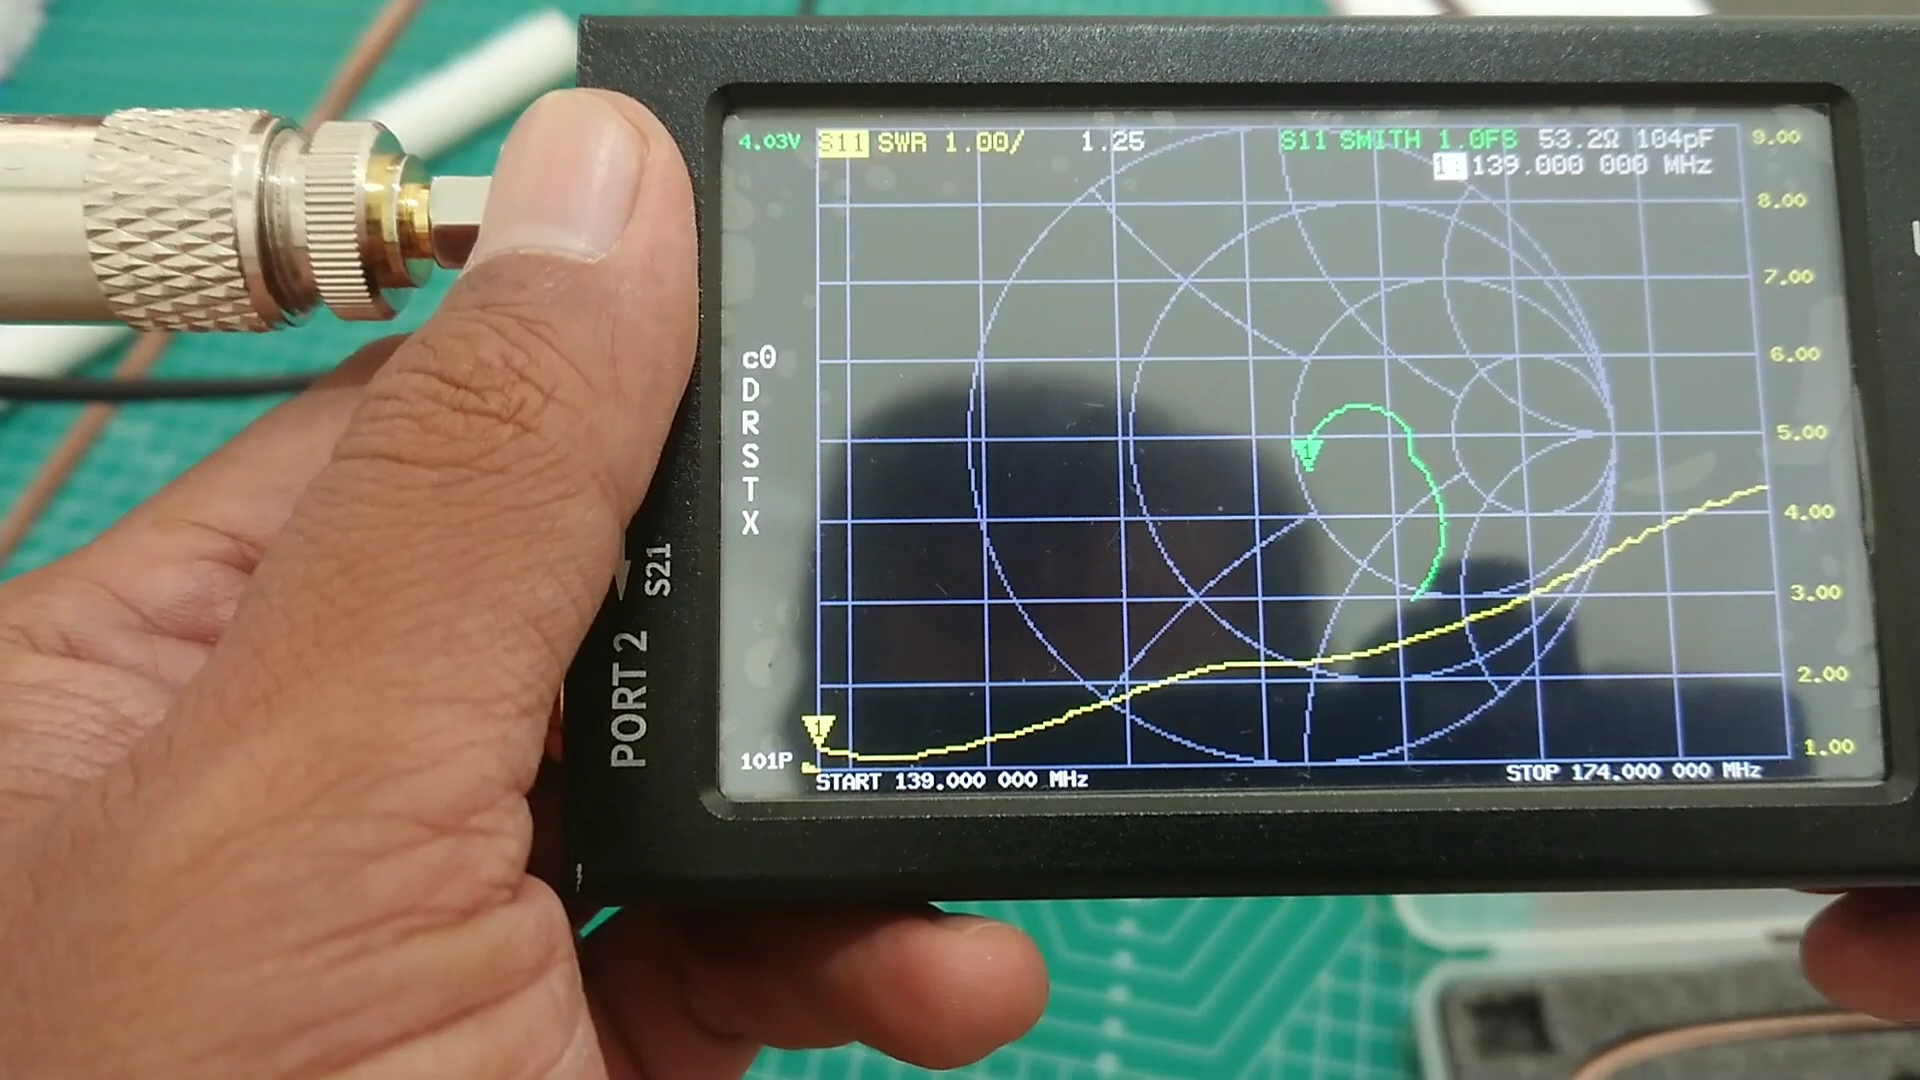 4.03V S11 SWR 1.00/ 1.25 S11 SMITH 1.0FS 53.2Ω 104pF
1: 139.000 000 MHz
9.00
8.00
7.00
6.00
5.00
4.00
3.00
2.00
1.00
c0
D
R
S
T
X
1
1
101P
START 139.000 000 MHz STOP 174.000 000 MHz
PORT 2
S21